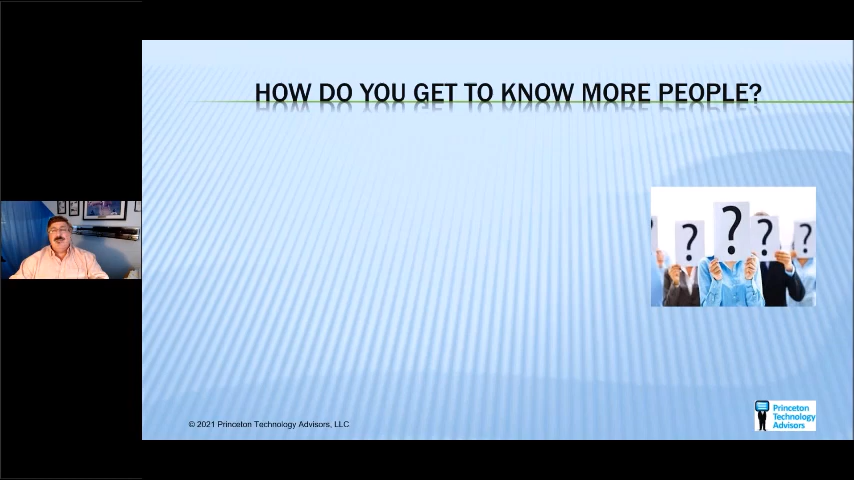 HOW DO YOU GET TO KNOW MORE PEOPLE?
?
?
?
?
© 2021 Princeton Technology Advisors, LLC
Princeton
Technology
Advisors